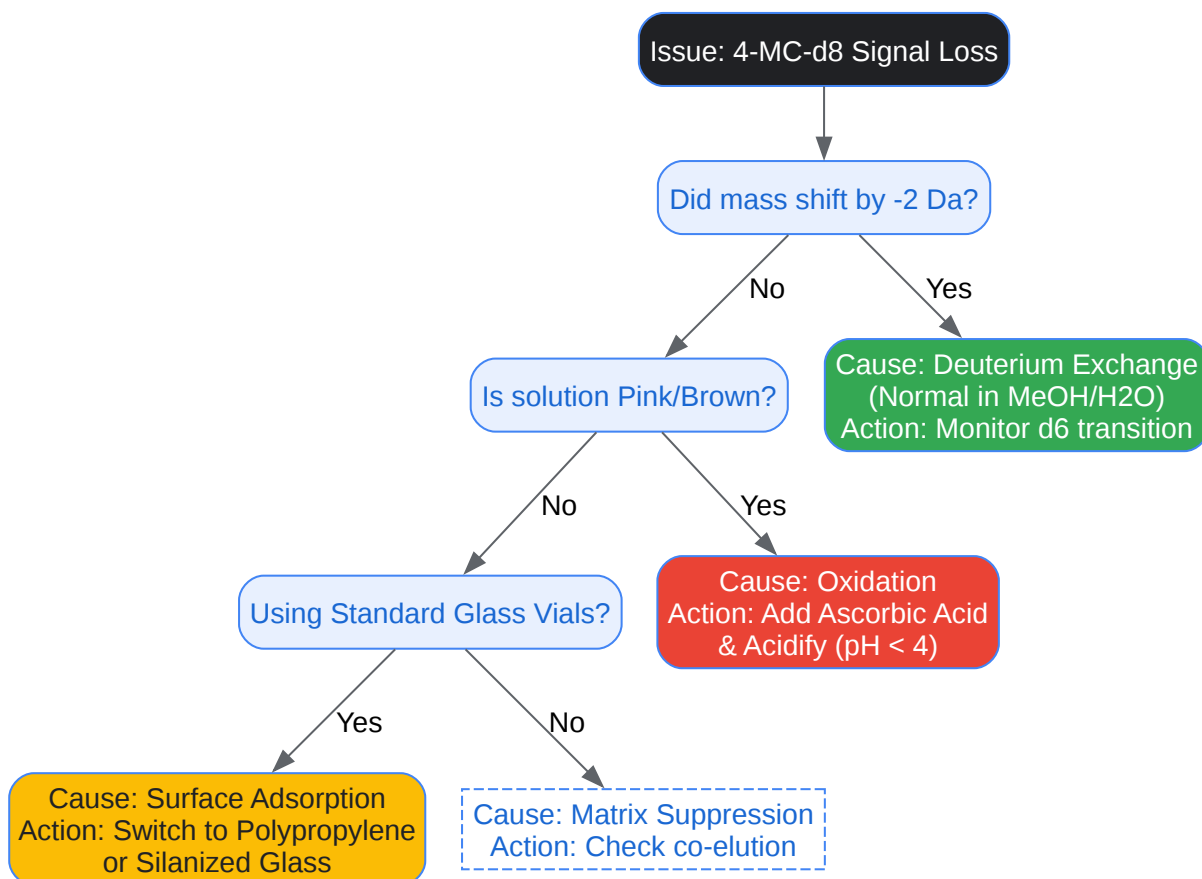 Issue: 4-MC-d8 Signal Loss
Did mass shift by -2 Da?
No
Yes
Is solution Pink/Brown?
Cause: Deuterium Exchange
(Normal in MeOH/H2O)
Action: Monitor d6 transition
No
Yes
Using Standard Glass Vials?
Cause: Oxidation
Action: Add Ascorbic Acid
& Acidify (pH < 4)
Yes
No
Cause: Surface Adsorption
Action: Switch to Polypropylene
or Silanized Glass
Cause: Matrix Suppression
Action: Check co-elution